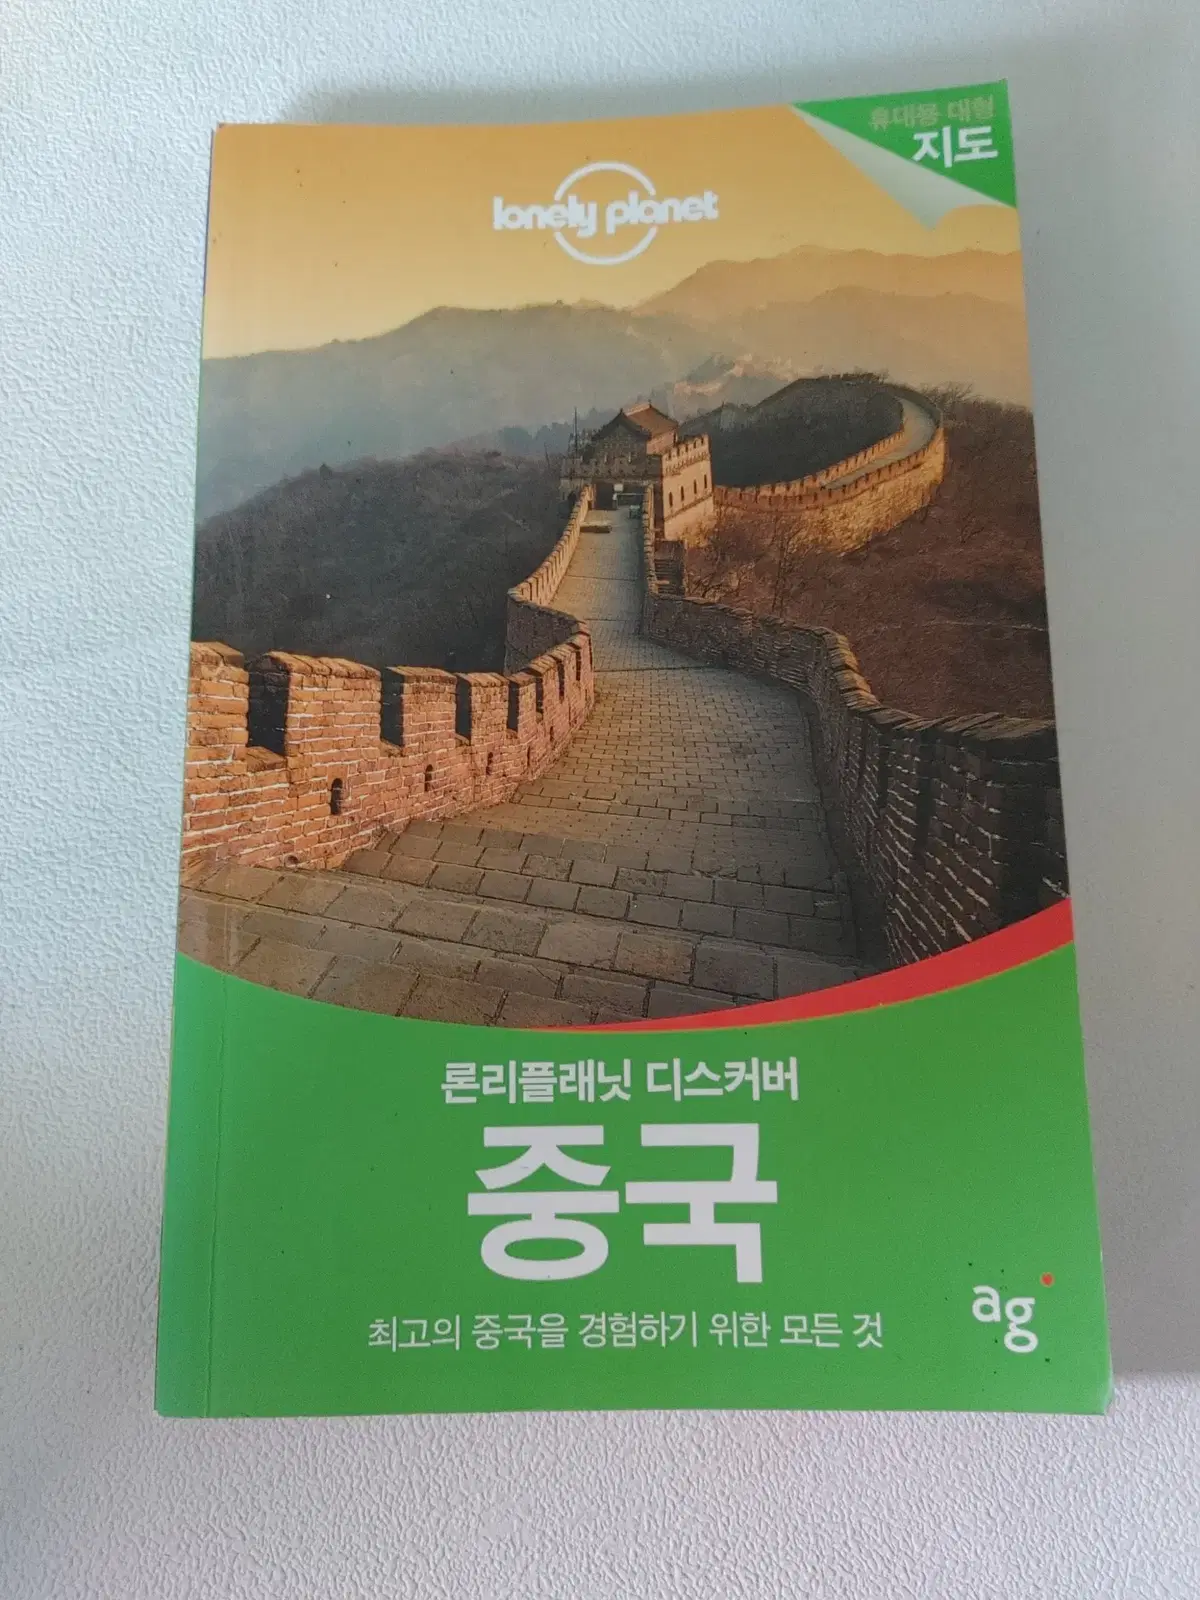 휴대용 대형
지도
lonely planet
론리플래닛 디스커버
중국
최고의 중국을 경험하기 위한 모든 것
ag